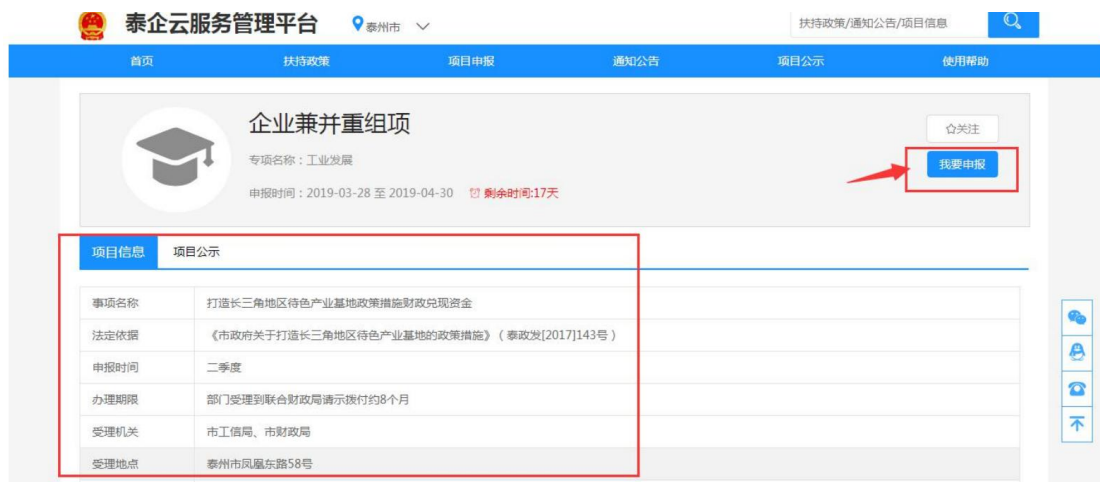 泰企云服务管理平台 泰州市 扶持政策/通知公告/项目信息
首页 扶持政策 项目申报 通知公告 项目公示 使用帮助
企业兼并重组项
☆关注
专项名称：工业发展
我要申报
申报时间：2019-03-28 至 2019-04-30 剩余时间:17天
项目信息 项目公示
事项名称 打造长三角地区待色产业基地政策措施财政兑现资金
法定依据 《市政府关于打造长三角地区待色产业基地的政策措施》（泰政发[2017]143号）
申报时间 二季度
办理期限 部门受理到联合财政局请示拨付约8个月
受理机关 市工信局、市财政局
受理地点 泰州市凤凰东路58号